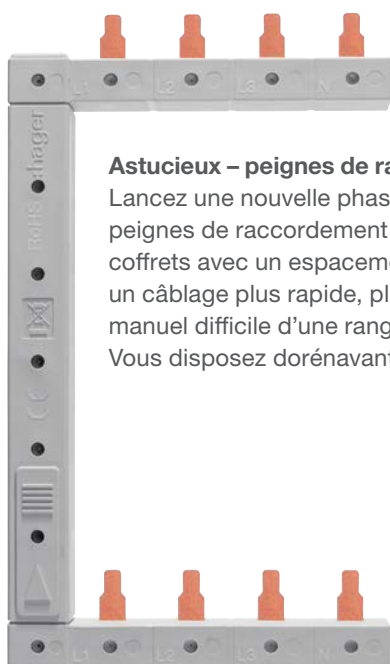 L1 L2 L3 N
:hager
RoHS
CE
Astucieux – peignes de ra
Lancez une nouvelle phas
peignes de raccordement
coffrets avec un espaceme
un câblage plus rapide, pl
manuel difficile d’une rang
Vous disposez dorénavant
L1 L2 L3 N